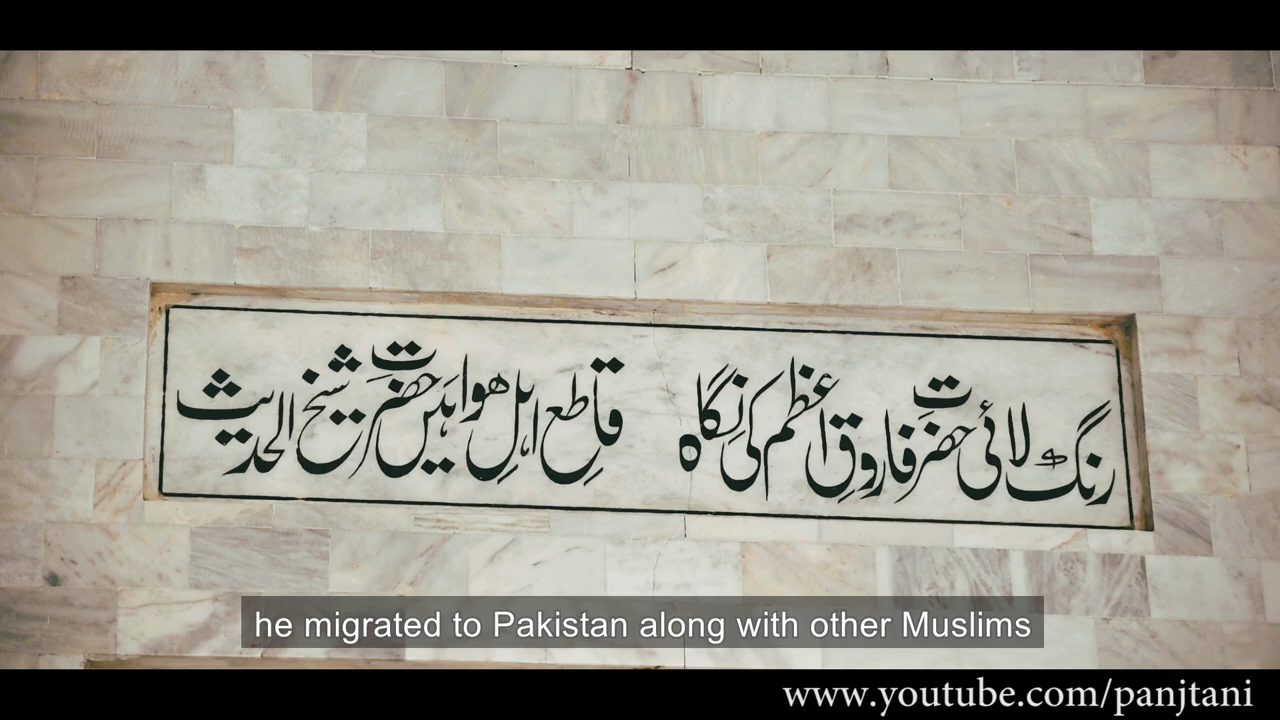 رنگ لائی حضرت فاروق اعظم کی نگاہ قاطع اہل ھوا ہیں حضرت شیخ الحدیث
he migrated to Pakistan along with other Muslims
www.youtube.com/panjtani